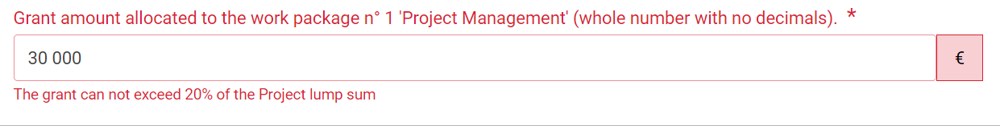 Grant amount allocated to the work package n° 1 'Project Management' (whole number with no decimals). *
30 000 €
The grant can not exceed 20% of the Project lump sum